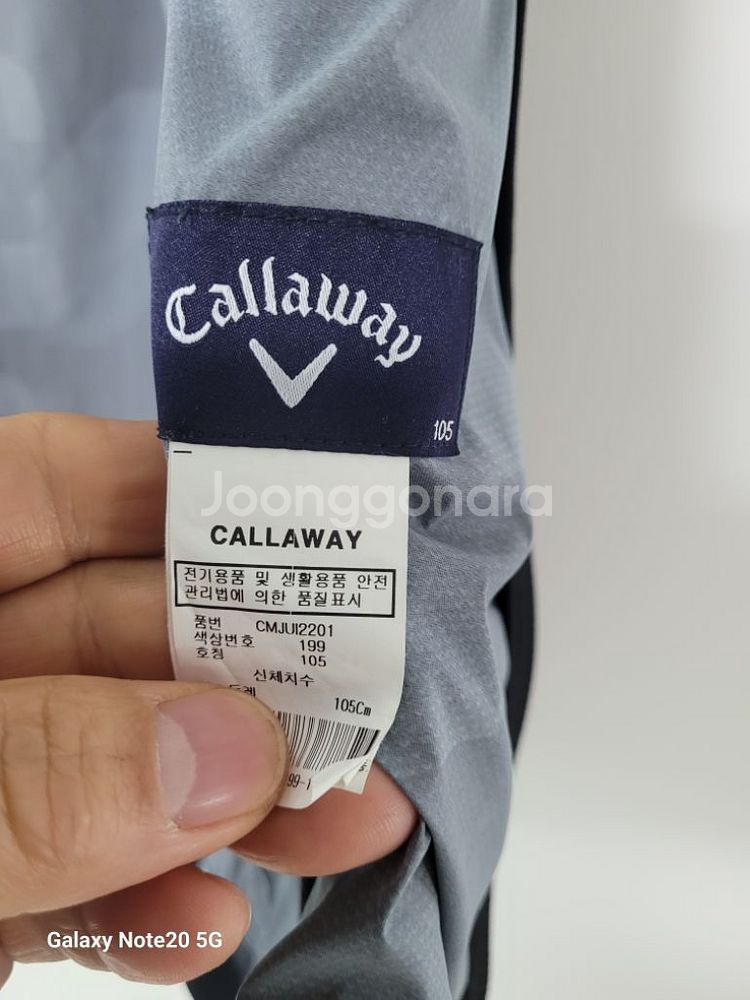 Callaway
105
Joonggonara
CALLAWAY
전기용품 및 생활용품 안전
관리법에 의한 품질표시
품번 CMJUI2201
색상번호 199
호칭 105
신체치수
105Cm
99-1
Galaxy Note20 5G